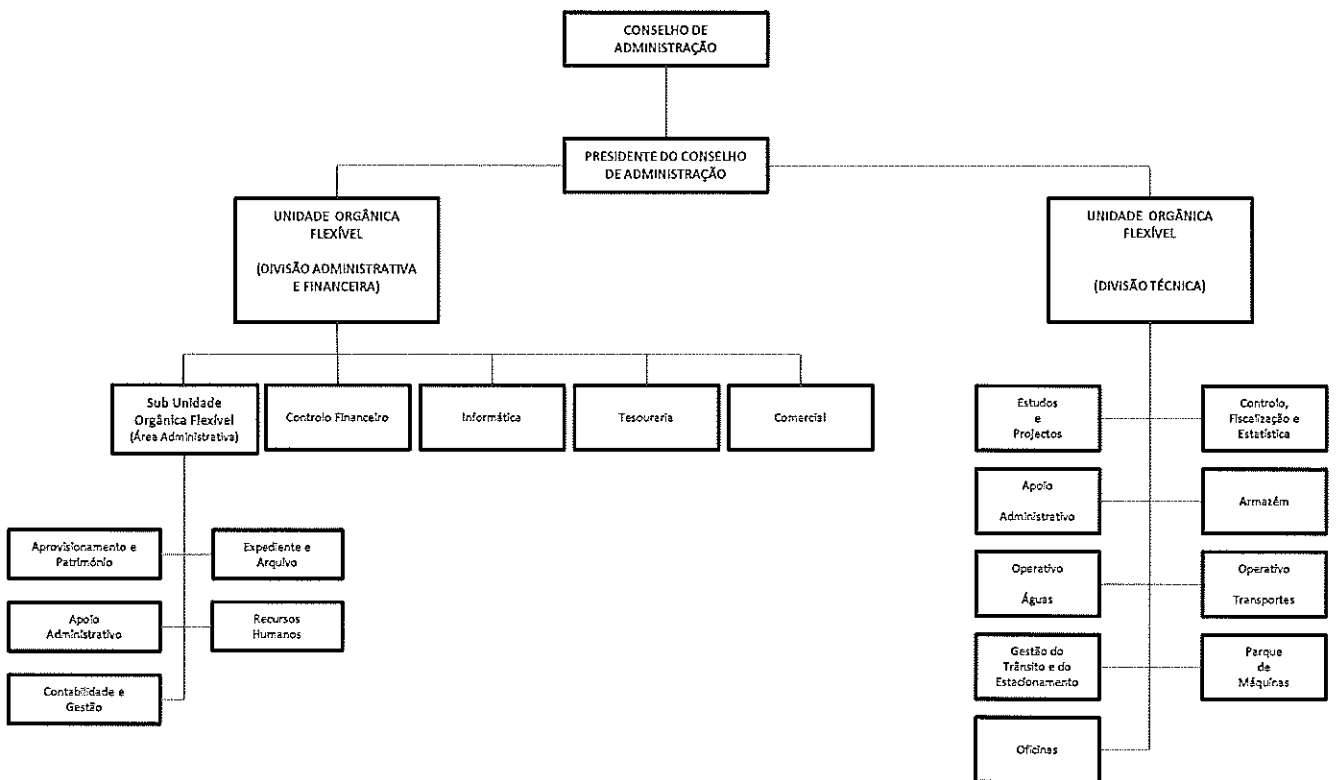 CONSELHO DE
ADMINISTRAÇÃO
PRESIDENTE DO CONSELHO
DE ADMINISTRAÇÃO
UNIDADE ORGÂNICA
FLEXÍVEL
(DIVISÃO ADMINISTRATIVA
E FINANCEIRA)
UNIDADE ORGÂNICA
FLEXÍVEL
(DIVISÃO TÉCNICA)
Sub Unidade
Orgânica Flexível
(Área Administrativa)
Controlo Financeiro
Informática
Tesouraria
Comercial
Aprovisionamento e
Património
Expediente e
Arquivo
Apoio
Administrativo
Recursos
Humanos
Contabilidade e
Gestão
Estudos
e
Projectos
Controlo,
Fiscalização e
Estatística
Apoio
Administrativo
Armazém
Operativo
Águas
Operativo
Transportes
Gestão do
Trânsito e do
Estacionamento
Parque
de
Máquinas
Oficinas